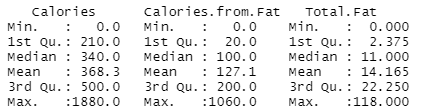 Calories Calories.from.Fat Total.Fat
Min. : 0.0 Min. : 0.0 Min. : 0.000
1st Qu.: 210.0 1st Qu.: 20.0 1st Qu.: 2.375
Median : 340.0 Median : 100.0 Median : 11.000
Mean : 368.3 Mean : 127.1 Mean : 14.165
3rd Qu.: 500.0 3rd Qu.: 200.0 3rd Qu.: 22.250
Max. :1880.0 Max. :1060.0 Max. :118.000